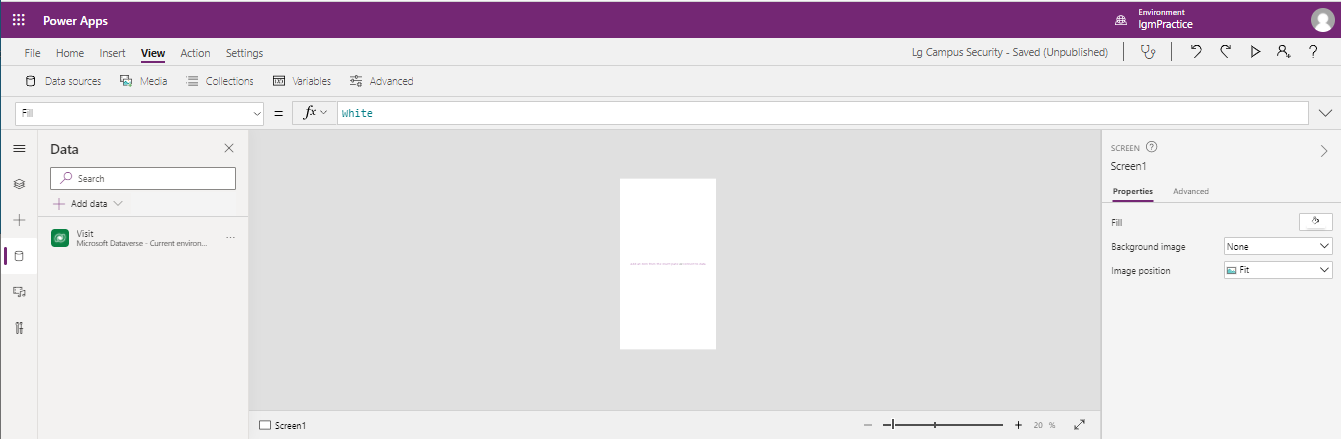 Power Apps
Environment
lgmPractice
File Home Insert View Action Settings
Lg Campus Security - Saved (Unpublished)
Data sources Media Collections Variables Advanced
Fill = fx White
Data
Search
Add data
Visit
Microsoft Dataverse - Current environ...
SCREEN
Screen1
Properties Advanced
Fill
Background image None
Image position Fit
Screen1
20 %